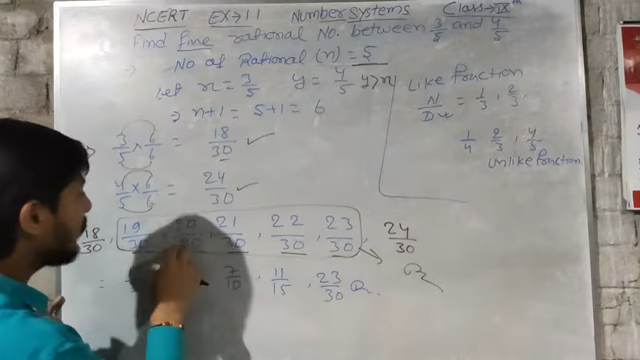 NCERT EX→1.1 Number Systems Class→IXth
Find five rational No. between 3/5 and 4/5
→ No of Rational (n) = 5
Let x = 3/5 y = 4/5 y>x
⇒ n+1 = 5+1 = 6
3/5 × 6/6 = 18/30 ✓
4/5 × 6/6 = 24/30 ✓
18/30, 19/30, 21/30, 22/30, 23/30, 24/30
= 7/10, 11/15, 23/30
Like fraction
N/D = 1/3, 2/3,
1/4 2/3, 4/5
Unlike fraction